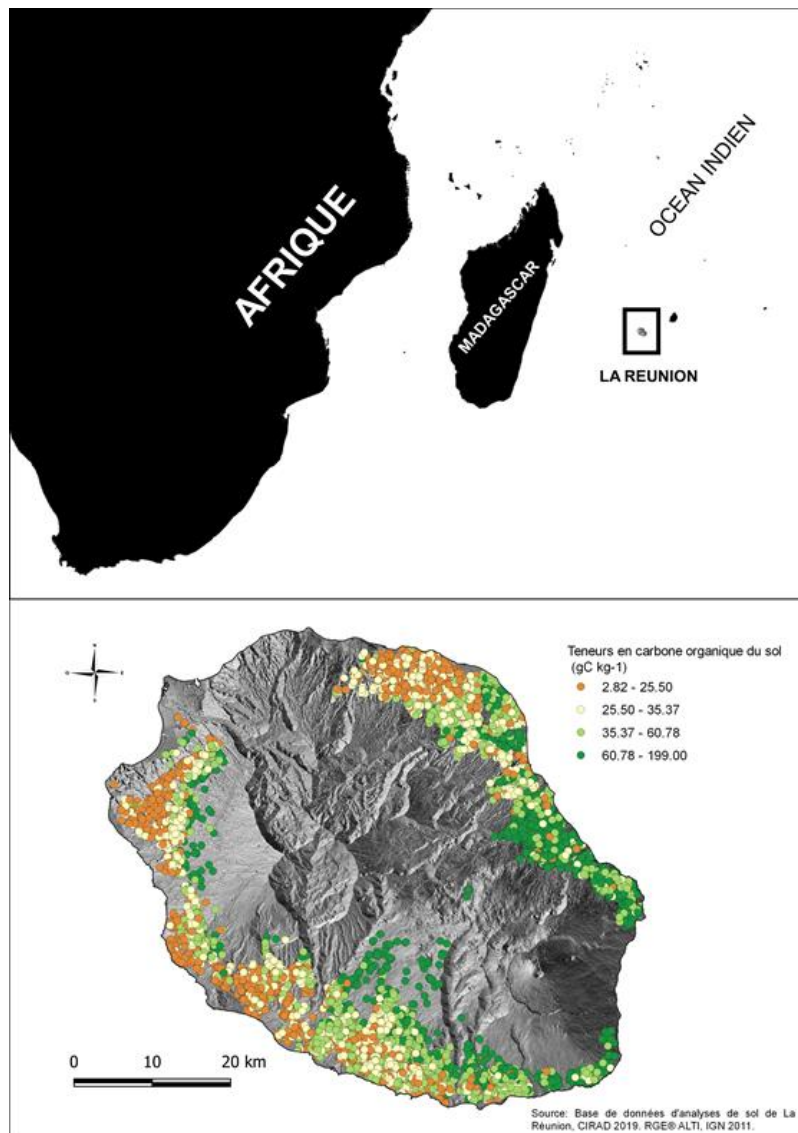 AFRIQUE
MADAGASCAR
OCEAN INDIEN
LA REUNION
Teneurs en carbone organique du sol
(gC kg-1)
2.82 - 25.50
25.50 - 35.37
35.37 - 60.78
60.78 - 199.00
0 10 20 km
Source: Base de données d'analyses de sol de La
Réunion, CIRAD 2019. RGE® ALTI, IGN 2011.